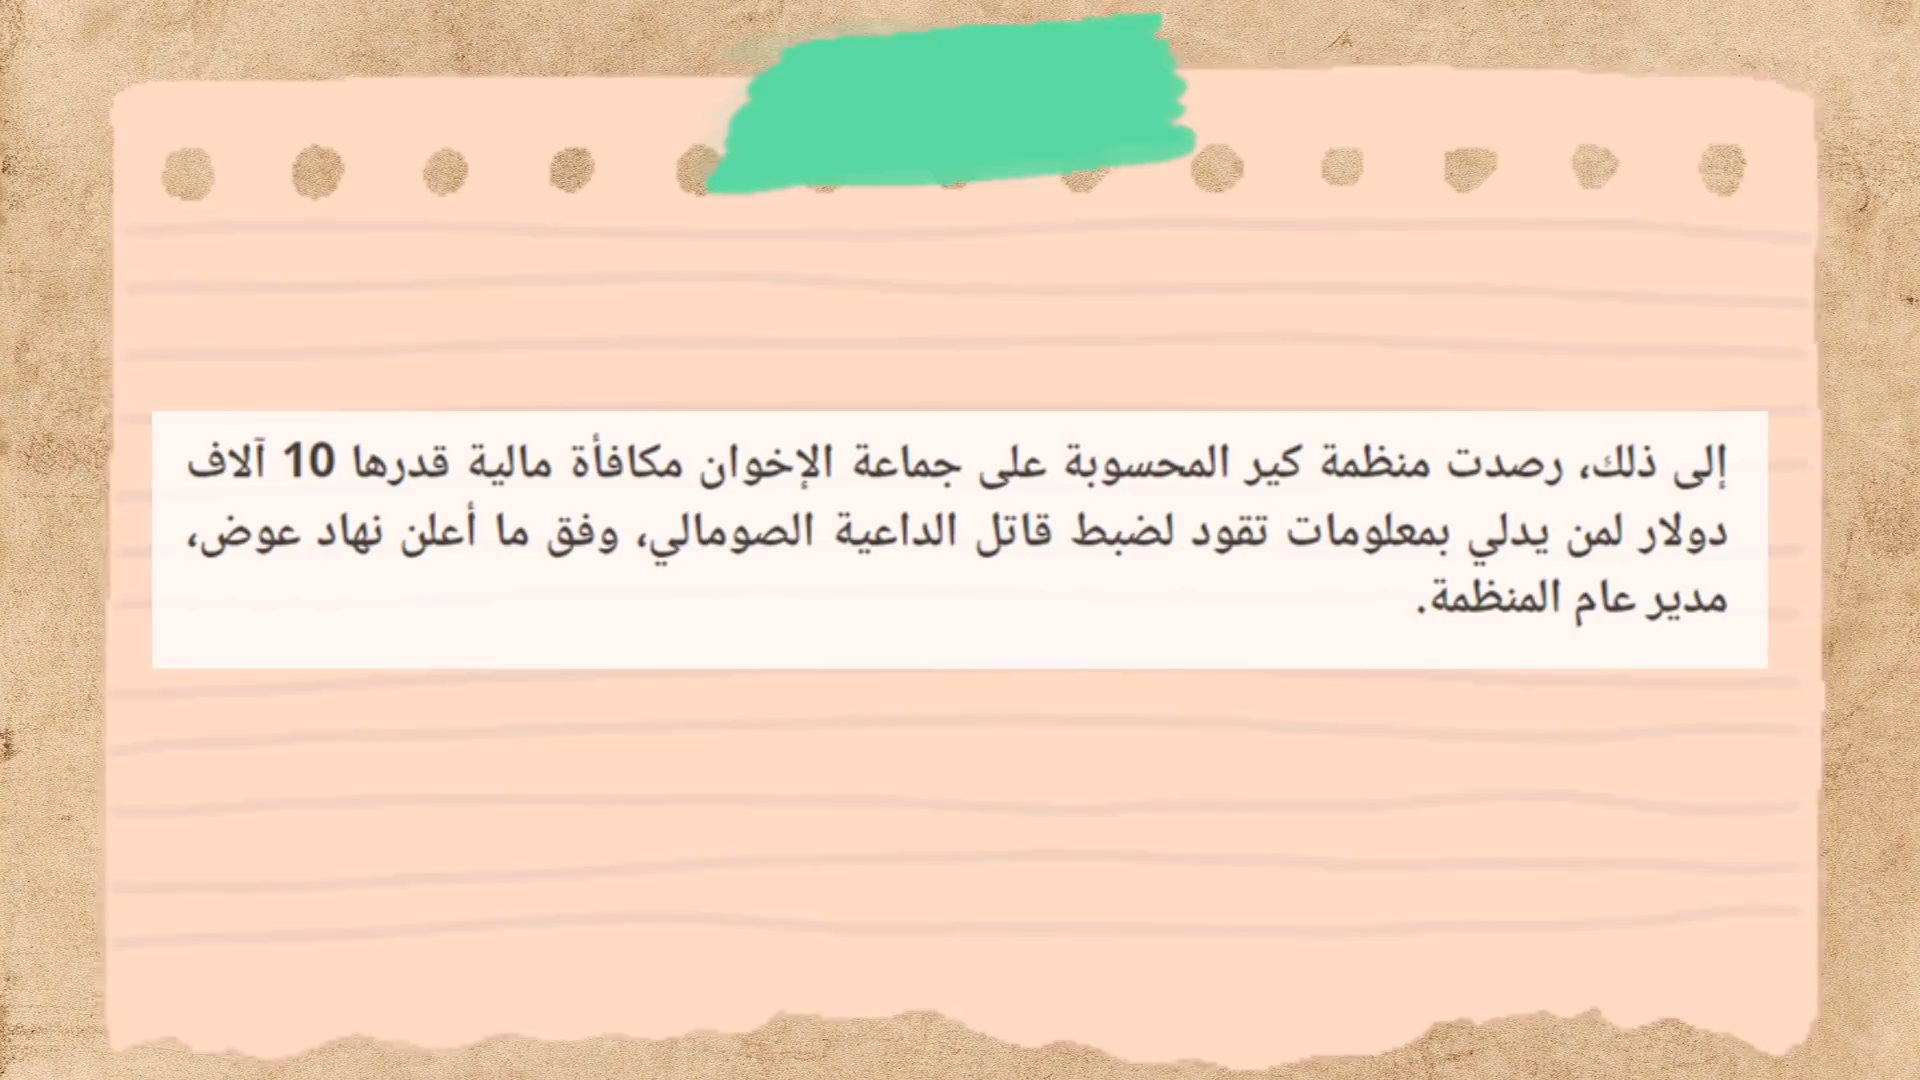 إلى ذلك، رصدت منظمة كير المحسوبة على جماعة الإخوان مكافأة مالية قدرها 10 آلاف
دولار لمن يدلي بمعلومات تقود لضبط قاتل الداعية الصومالي، وفق ما أعلن نهاد عوض،
مدير عام المنظمة.